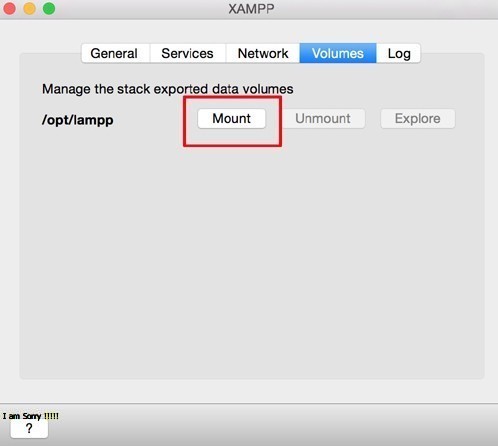 XAMPP
General Services Network Volumes Log
Manage the stack exported data volumes
/opt/lampp Mount Unmount Explore
I am Sorry !!!!!
?